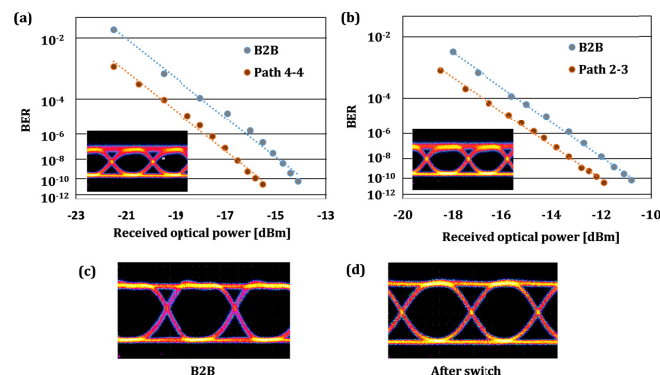 (a)
10-2
10-4
10-6
10-8
10-10
10-12
BER
B2B
Path 4-4
-23
-21
-19
-17
-15
-13
Received optical power [dBm]
(b)
10-2
10-4
10-6
10-8
10-10
10-12
BER
B2B
Path 2-3
-20
-18
-16
-14
-12
-10
Received optical power [dBm]
(c)
B2B
(d)
After switch